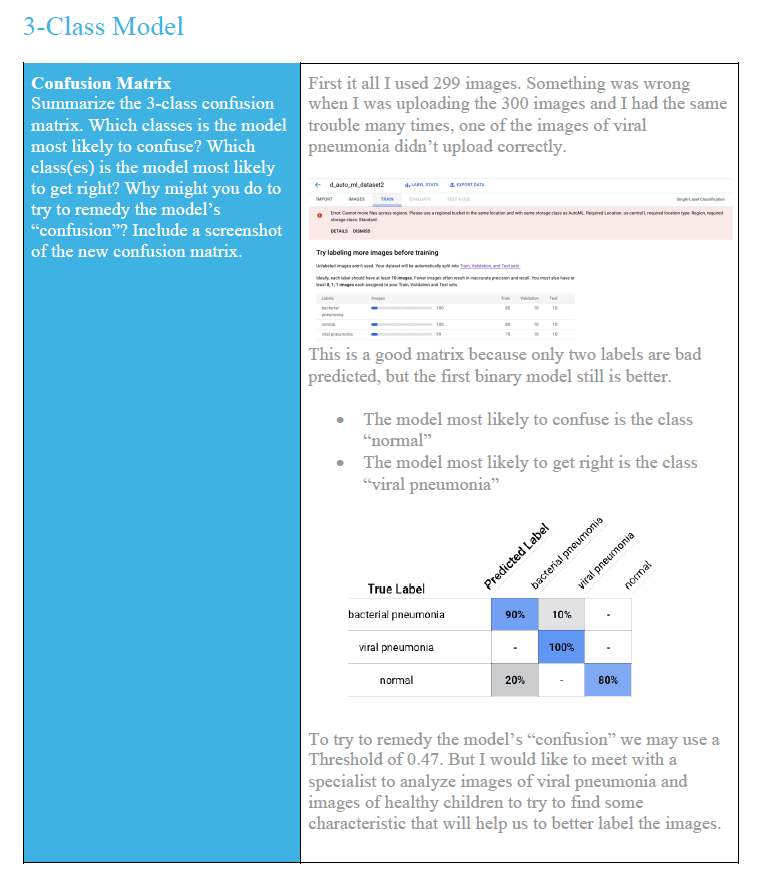 3-Class Model
Confusion Matrix
Summarize the 3-class confusion
matrix. Which classes is the model
most likely to confuse? Which
class(es) is the model most likely
to get right? Why might you do to
try to remedy the model's
“confusion”? Include a screenshot
of the new confusion matrix.
First it all I used 299 images. Something was wrong
when I was uploading the 300 images and I had the same
trouble many times, one of the images of viral
pneumonia didn't upload correctly.
d_auto_ml_dataset2 LABEL STATS EXPORT DATA
IMPORT IMAGES TRAIN EVALUATE TEST & USE Single-Label Classification
Error: Cannot move files across regions. Please use a regional bucket in the same location and with same storage class as AutoML. Required Location: us-central1, required location type: Region, required
storage class: Standard.
DETAILS DISMISS
Try labeling more images before training
Unlabeled images aren't used. Your dataset will be automatically split into Train, Validation, and Test sets.
Ideally, each label should have at least 10 images. Fewer images often result in inaccurate precision and recall. You must also have at
least 8, 1, 1 images each assigned to your Train, Validation and Test sets.
Labels Images Train Validation Test
bacterial
pneumonia 100 80 10 10
normal 100 80 10 10
viral pneumonia 99 79 10 10
This is a good matrix because only two labels are bad
predicted, but the first binary model still is better.
• The model most likely to confuse is the class
“normal”
• The model most likely to get right is the class
“viral pneumonia”
True Label Predicted Label bacterial pneumonia viral pneumonia normal
bacterial pneumonia 90% 10% -
viral pneumonia - 100% -
normal 20% - 80%
To try to remedy the model's “confusion” we may use a
Threshold of 0.47. But I would like to meet with a
specialist to analyze images of viral pneumonia and
images of healthy children to try to find some
characteristic that will help us to better label the images.